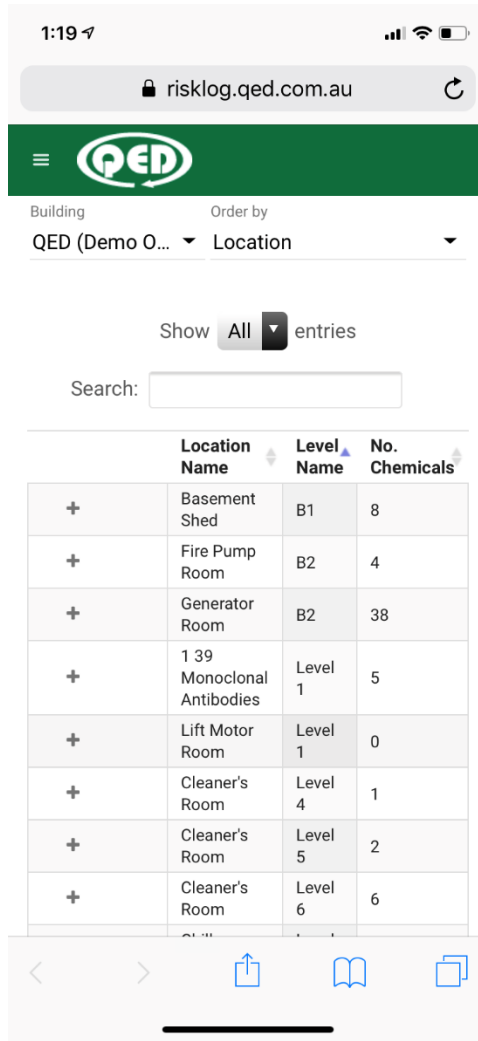 1:19
risklog.qed.com.au
QED
Building
Order by
QED (Demo O... Location
Show All entries
Search:
Location Level No.
Name Name Chemicals
Basement
Shed
B1 8
Fire Pump
Room
B2 4
Generator
Room
B2 38
1 39
Monoclonal
Antibodies
Level
1
5
Lift Motor
Room
Level
1
0
Cleaner's
Room
Level
4
1
Cleaner's
Room
Level
5
2
Cleaner's
Room
Level
6
6